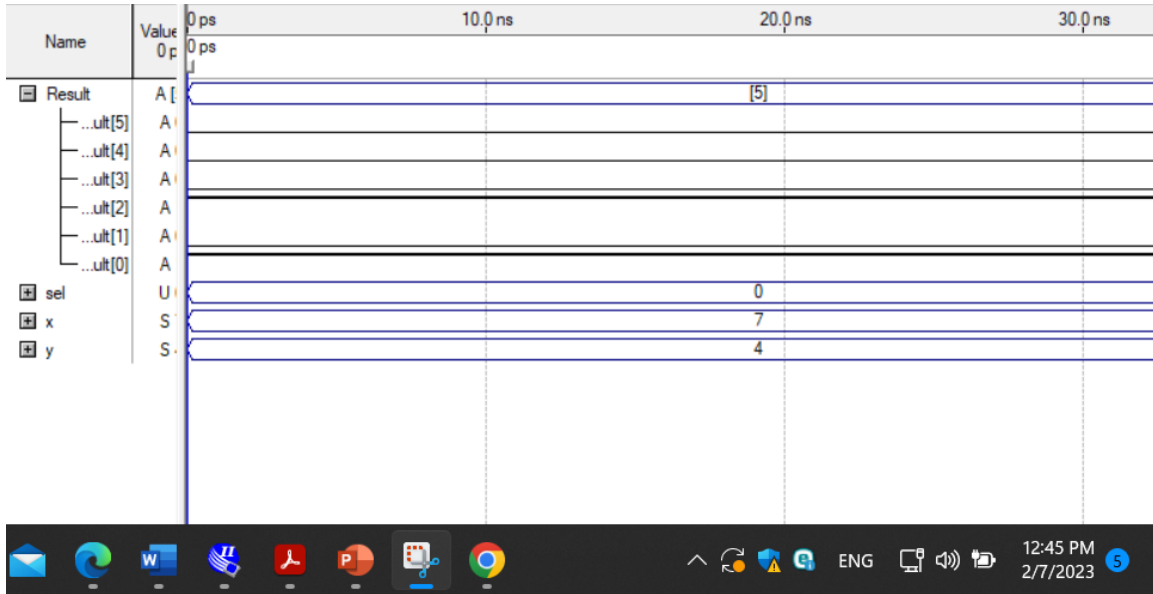 Name Value 0 ps 10.0 ns 20.0 ns 30.0 ns
0 p 0 ps
Result A [ [5]
...ult[5] A
...ult[4] A
...ult[3] A
...ult[2] A
...ult[1] A
...ult[0] A
sel U 0
x S 7
y S 4
W II P ENG 12:45 PM 5
2/7/2023